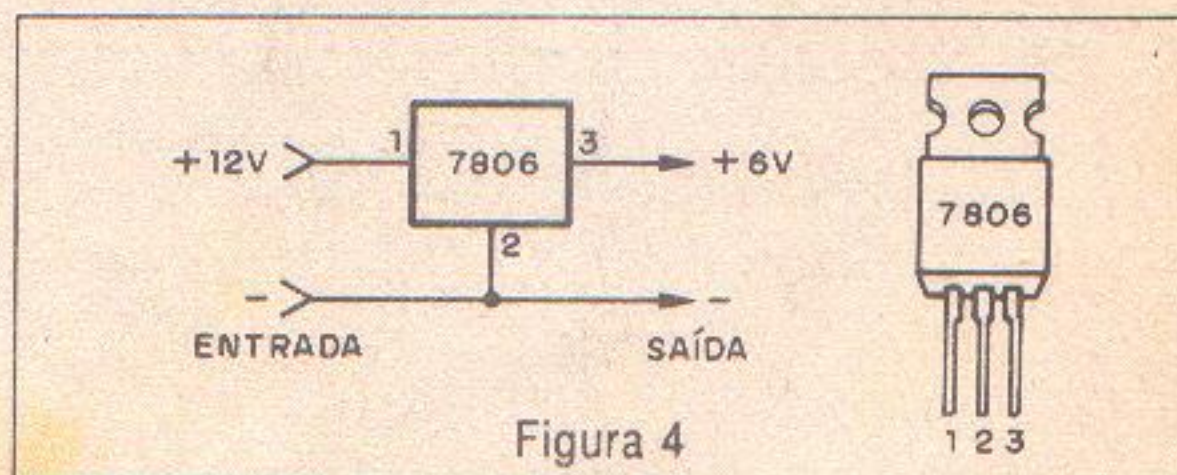 +12V 1 7806 3 +6V
2
- -
ENTRADA SAÍDA
7806
1 2 3
Figura 4